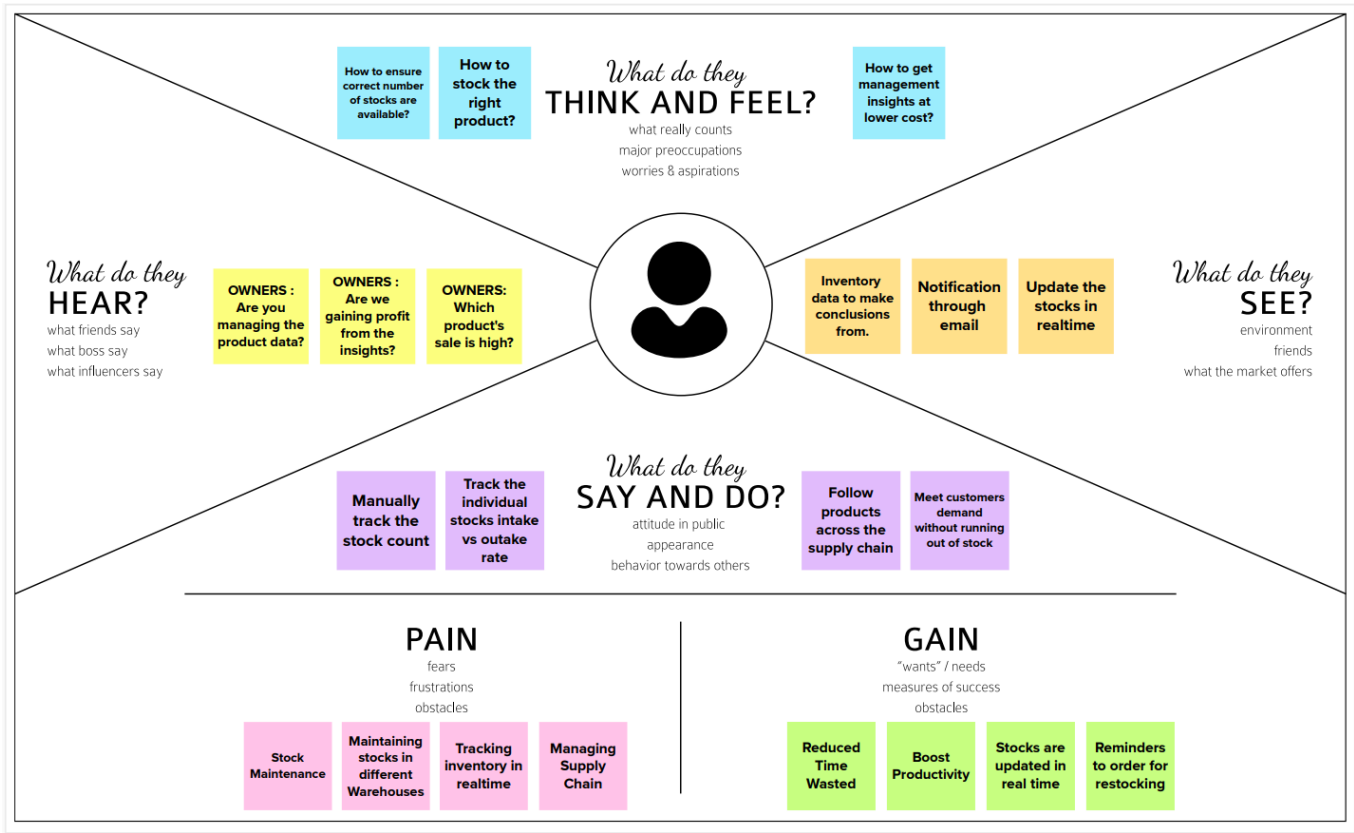 How to ensure
correct number
of stocks are
available?
How to
stock the
right
product?
What do they
THINK AND FEEL?
what really counts
major preoccupations
worries & aspirations
How to get
management
insights at
lower cost?
What do they
HEAR?
what friends say
what boss say
what influencers say
OWNERS :
Are you
managing the
product data?
OWNERS :
Are we
gaining profit
from the
insights?
OWNERS:
Which
product's
sale is high?
Inventory
data to make
conclusions
from.
Notification
through
email
Update the
stocks in
realtime
What do they
SEE?
environment
friends
what the market offers
Manually
track the
stock count
Track the
individual
stocks intake
vs outake
rate
What do they
SAY AND DO?
attitude in public
appearance
behavior towards others
Follow
products
across the
supply chain
Meet customers
demand
without running
out of stock
PAIN
fears
frustrations
obstacles
Stock
Maintenance
Maintaining
stocks in
different
Warehouses
Tracking
inventory in
realtime
Managing
Supply
Chain
GAIN
“wants” / needs
measures of success
obstacles
Reduced
Time
Wasted
Boost
Productivity
Stocks are
updated in
real time
Reminders
to order for
restocking